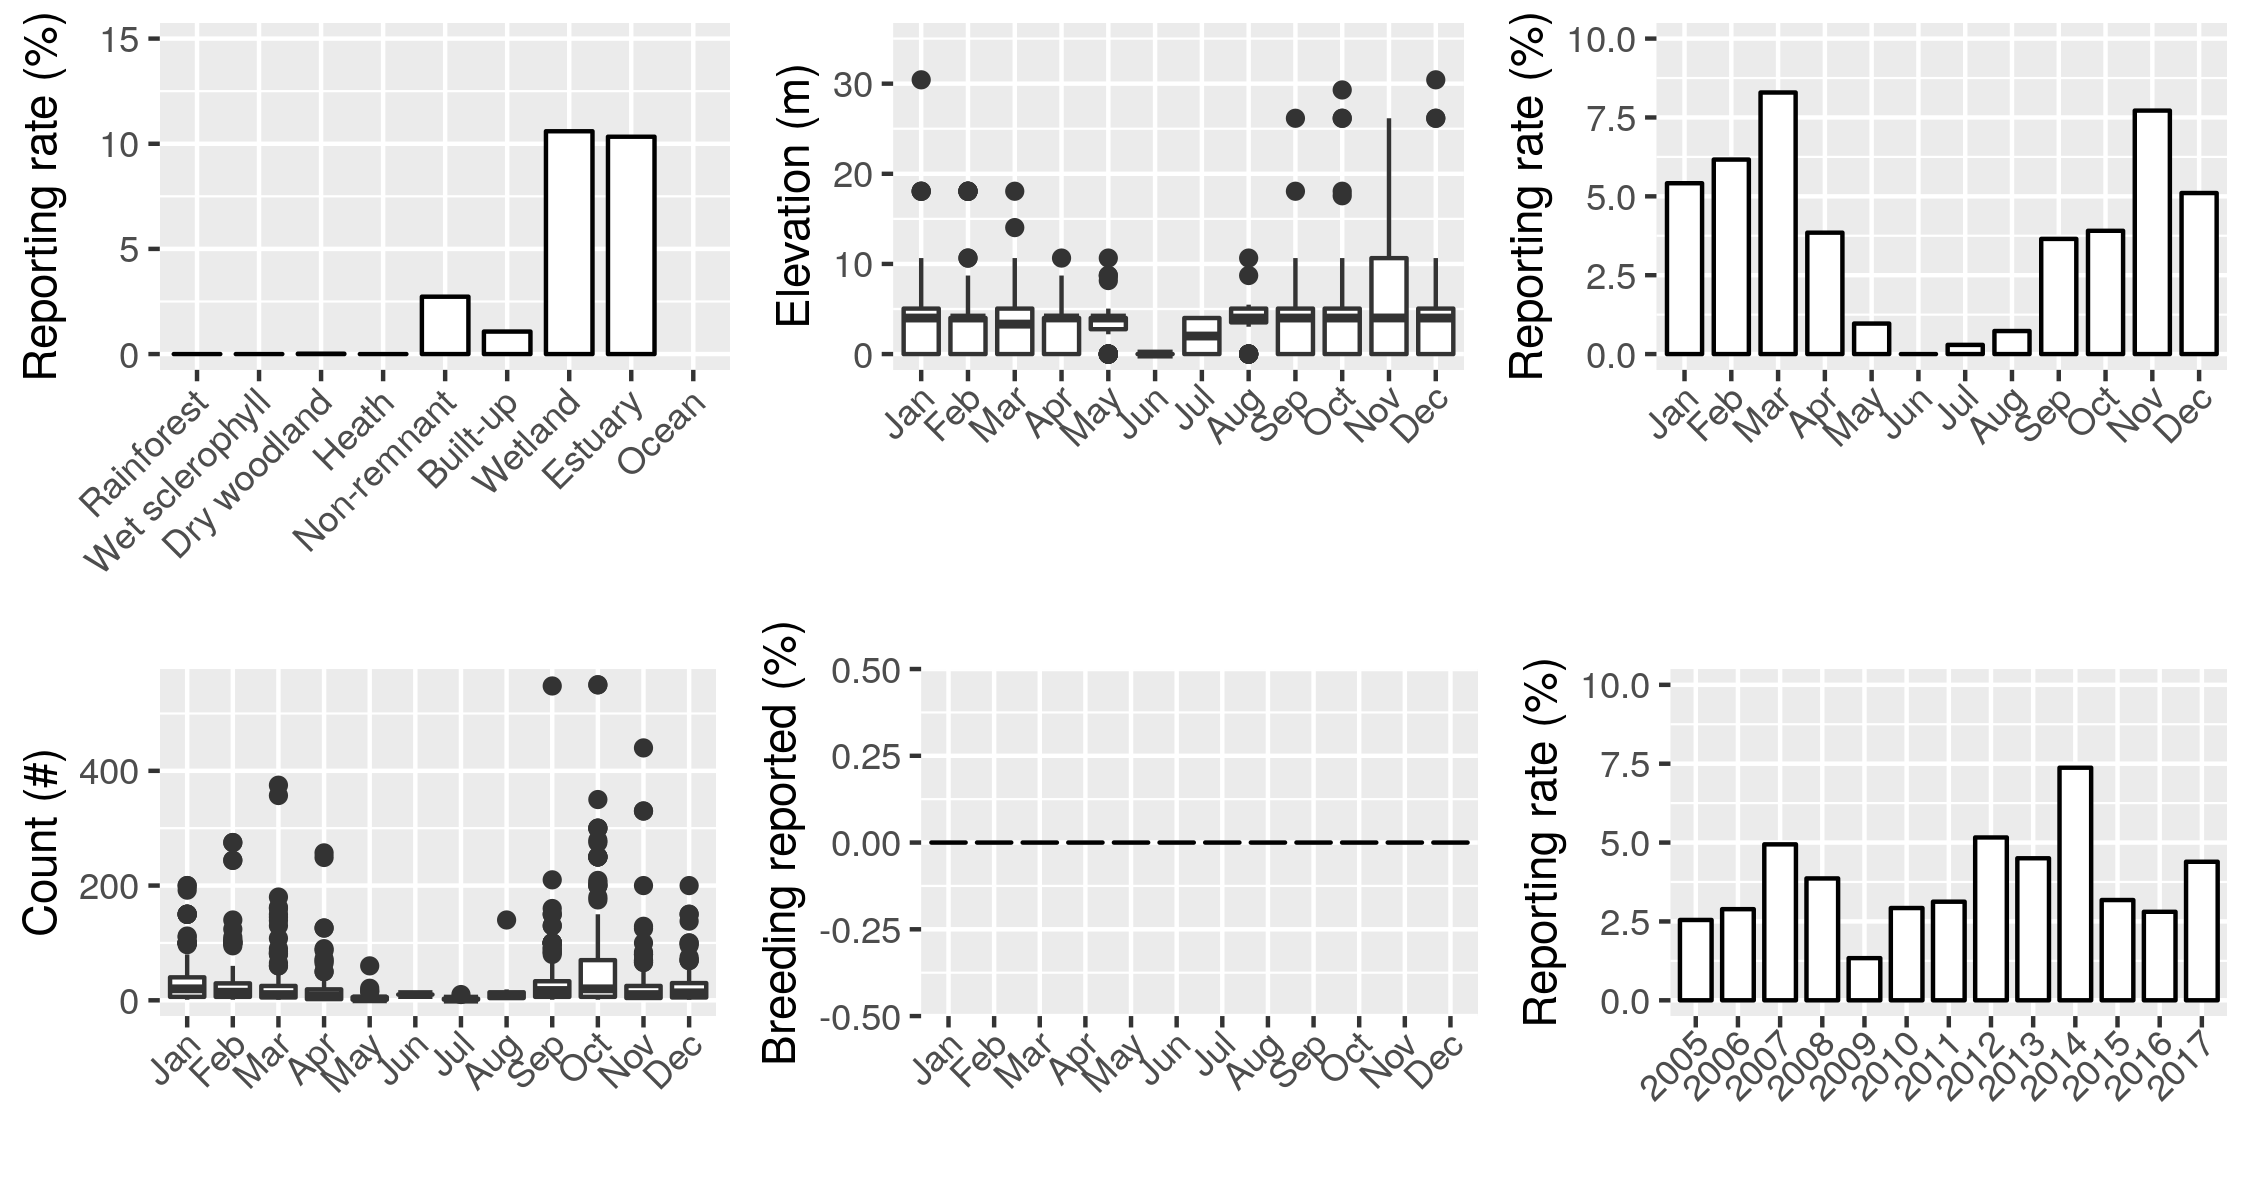 Reporting rate (%)
15
10
5
0
Rainforest
Wet sclerophyll
Dry woodland
Heath
Non-remnant
Built-up
Wetland
Estuary
Ocean
Elevation (m)
30
20
10
0
Jan
Feb
Mar
Apr
May
Jun
Jul
Aug
Sep
Oct
Nov
Dec
Reporting rate (%)
10.0
7.5
5.0
2.5
0.0
Jan
Feb
Mar
Apr
May
Jun
Jul
Aug
Sep
Oct
Nov
Dec
Count (#)
400
200
0
Jan
Feb
Mar
Apr
May
Jun
Jul
Aug
Sep
Oct
Nov
Dec
Breeding reported (%)
0.50
0.25
0.00
-0.25
-0.50
Jan
Feb
Mar
Apr
May
Jun
Jul
Aug
Sep
Oct
Nov
Dec
Reporting rate (%)
10.0
7.5
5.0
2.5
0.0
2005
2006
2007
2008
2009
2010
2011
2012
2013
2014
2015
2016
2017